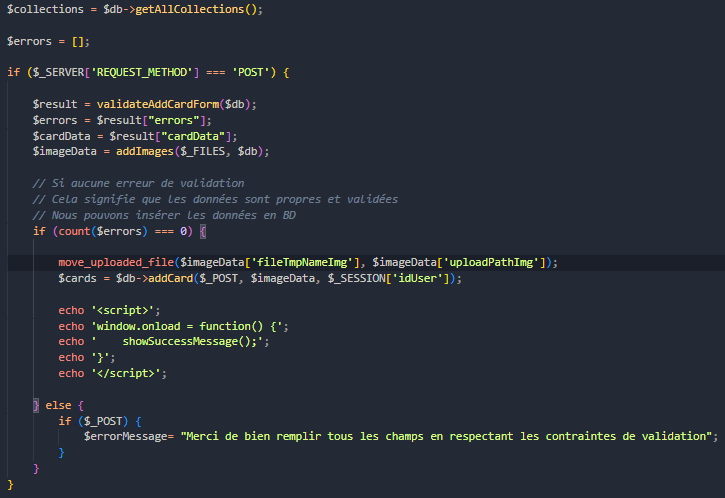 $collections = $db->getAllCollections();
$errors = [];
if ($_SERVER['REQUEST_METHOD'] === 'POST') {
$result = validateAddCardForm($db);
$errors = $result["errors"];
$cardData = $result["cardData"];
$imageData = addImages($_FILES, $db);
// Si aucune erreur de validation
// Cela signifie que les données sont propres et validées
// Nous pouvons insérer les données en BD
if (count($errors) === 0) {
move_uploaded_file($imageData['fileTmpNameImg'], $imageData['uploadPathImg']);
$cards = $db->addCard($_POST, $imageData, $_SESSION['idUser']);
echo '<script>';
echo 'window.onload = function() {';
echo '    showSuccessMessage();';
echo '}';
echo '</script>';
} else {
if ($_POST) {
$errorMessage= "Merci de bien remplir tous les champs en respectant les contraintes de validation";
}
}
}